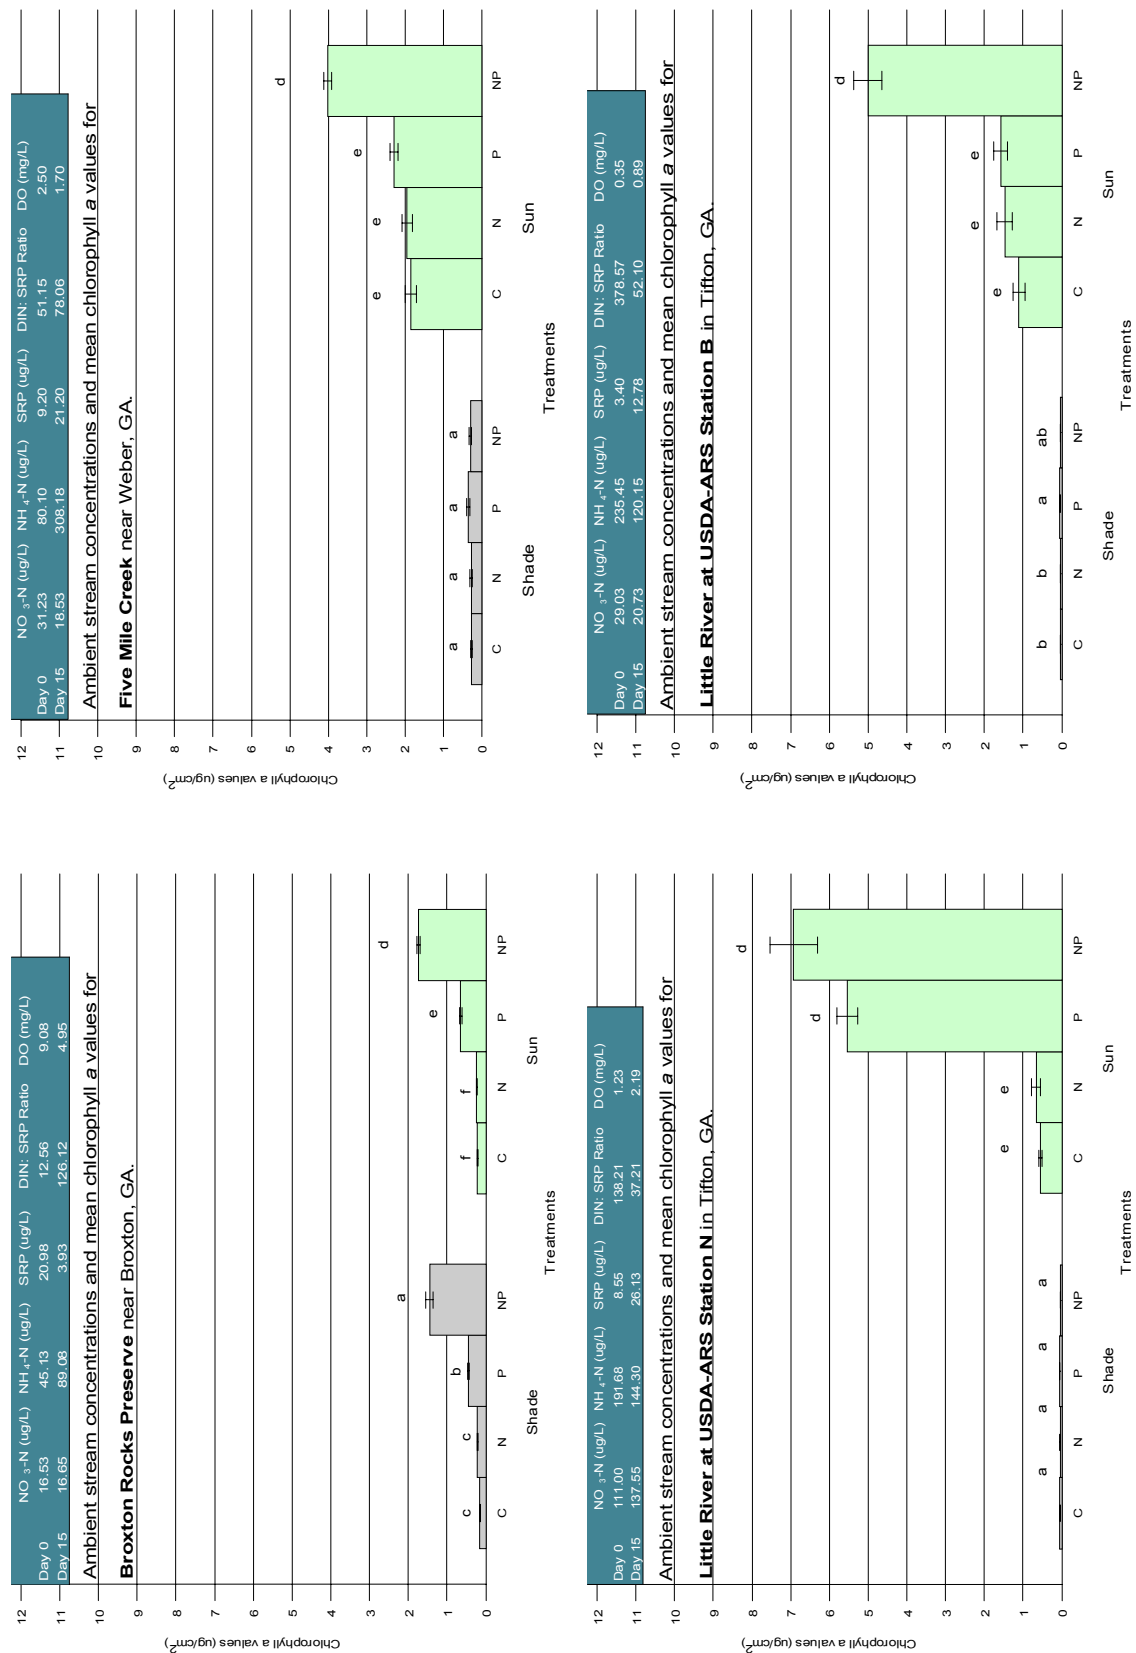 NO 3-N (ug/L) NH 4-N (ug/L) SRP (ug/L) DIN: SRP Ratio DO (mg/L)
Day 0 16.53 45.13 20.98 12.56 9.08
Day 15 16.65 89.08 3.93 126.12 4.95
Ambient stream concentrations and mean chlorophyll a values for
Broxton Rocks Preserve near Broxton, GA.
12
11
10
9
8
7
6
5
4
3
2
1
0
Chlorophyll a values (ug/cm2)
c c b a f f e d
C N P NP C N P NP
Shade Sun
Treatments
NO 3-N (ug/L) NH 4-N (ug/L) SRP (ug/L) DIN: SRP Ratio DO (mg/L)
Day 0 31.23 80.10 9.20 51.15 2.50
Day 15 18.53 308.18 21.20 78.06 1.70
Ambient stream concentrations and mean chlorophyll a values for
Five Mile Creek near Weber, GA.
12
11
10
9
8
7
6
5
4
3
2
1
0
Chlorophyll a values (ug/cm2)
a a a a e e e d
C N P NP C N P NP
Shade Sun
Treatments
NO 3-N (ug/L) NH 4-N (ug/L) SRP (ug/L) DIN: SRP Ratio DO (mg/L)
Day 0 111.00 191.68 8.55 138.21 1.23
Day 15 137.55 144.30 26.13 37.21 2.19
Ambient stream concentrations and mean chlorophyll a values for
Little River at USDA-ARS Station N in Tifton, GA.
12
11
10
9
8
7
6
5
4
3
2
1
0
Chlorophyll a values (ug/cm2)
a a a a e e d d
C N P NP C N P NP
Shade Sun
Treatments
NO 3-N (ug/L) NH 4-N (ug/L) SRP (ug/L) DIN: SRP Ratio DO (mg/L)
Day 0 29.03 235.45 3.40 378.57 0.35
Day 15 20.73 120.15 12.78 52.10 0.89
Ambient stream concentrations and mean chlorophyll a values for
Little River at USDA-ARS Station B in Tifton, GA.
12
11
10
9
8
7
6
5
4
3
2
1
0
Chlorophyll a values (ug/cm2)
b b a ab e e e d
C N P NP C N P NP
Shade Sun
Treatments